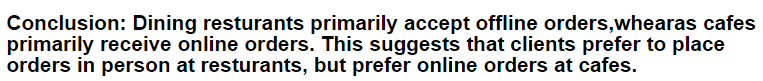 Conclusion: Dining resturants primarily accept offline orders,whearas cafes
primarily receive online orders. This suggests that clients prefer to place
orders in person at resturants, but prefer online orders at cafes.